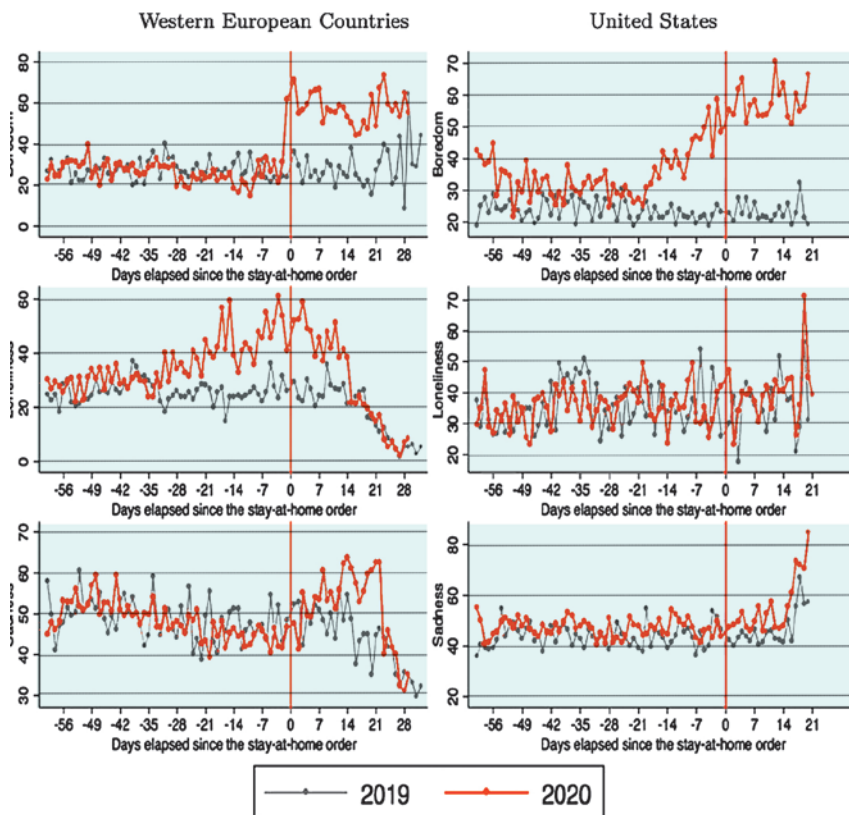 Western European Countries United States
80
60
40
20
0
-56 -49 -42 -35 -28 -21 -14 -7 0 7 14 21 28
Days elapsed since the stay-at-home order
Boredom
70
60
50
40
30
20
-56 -49 -42 -35 -28 -21 -14 -7 0 7 14 21
Days elapsed since the stay-at-home order
60
40
20
0
-56 -49 -42 -35 -28 -21 -14 -7 0 7 14 21 28
Days elapsed since the stay-at-home order
Loneliness
70
60
50
40
30
20
-56 -49 -42 -35 -28 -21 -14 -7 0 7 14 21
Days elapsed since the stay-at-home order
70
60
50
40
30
-56 -49 -42 -35 -28 -21 -14 -7 0 7 14 21 28
Days elapsed since the stay-at-home order
Sadness
80
60
40
20
-56 -49 -42 -35 -28 -21 -14 -7 0 7 14 21
Days elapsed since the stay-at-home order
2019 2020